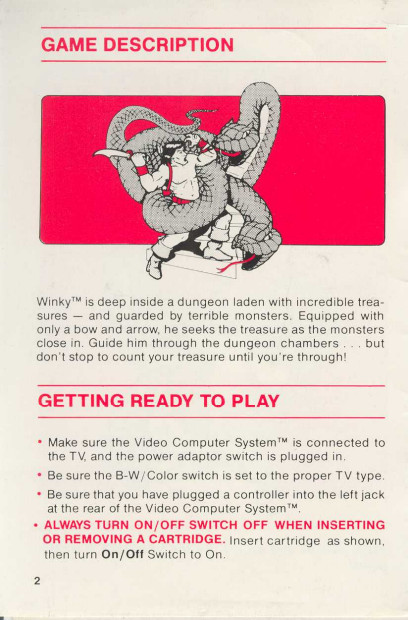 GAME DESCRIPTION
Winky™ is deep inside a dungeon laden with incredible trea-
sures — and guarded by terrible monsters. Equipped with
only a bow and arrow, he seeks the treasure as the monsters
close in. Guide him through the dungeon chambers . . . but
don't stop to count your treasure until you're through!
GETTING READY TO PLAY
• Make sure the Video Computer System™ is connected to
the TV, and the power adaptor switch is plugged in.
• Be sure the B-W/Color switch is set to the proper TV type.
• Be sure that you have plugged a controller into the left jack
at the rear of the Video Computer System™.
• ALWAYS TURN ON/OFF SWITCH OFF WHEN INSERTING
OR REMOVING A CARTRIDGE. Insert cartridge as shown,
then turn On/Off Switch to On.
2